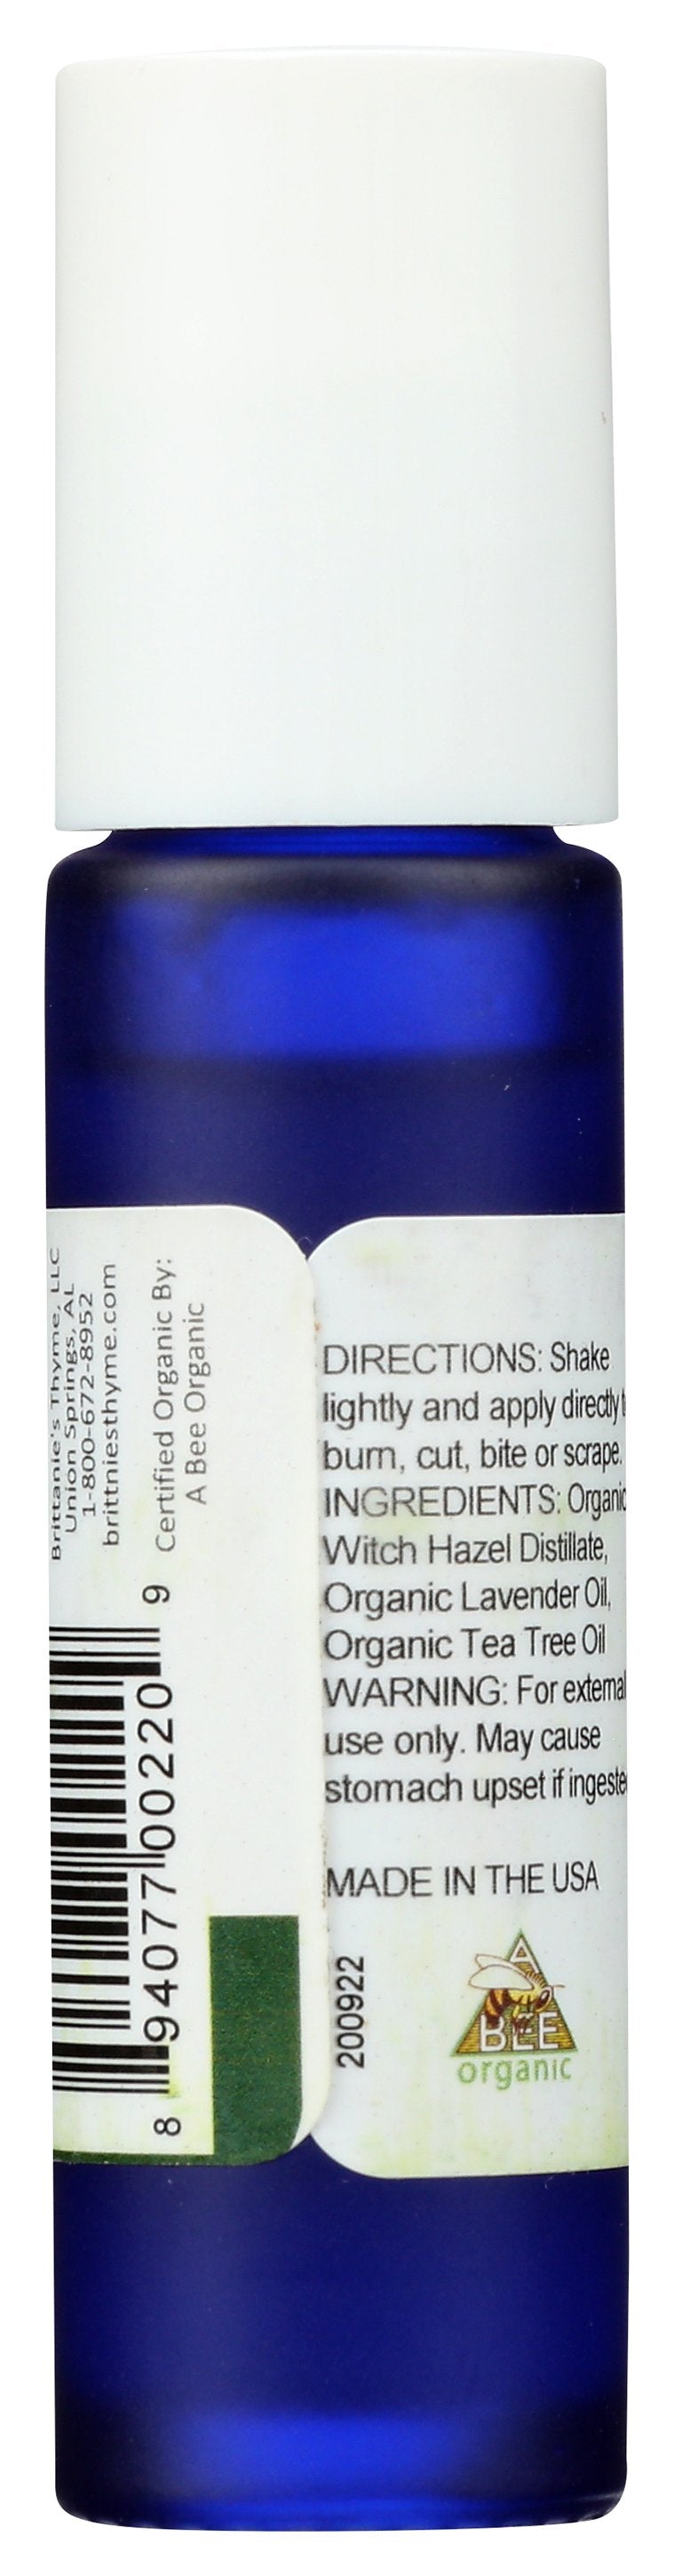 Brittanie's Thyme, LLC
Union Springs, AL
1-800-672-8952
brittniesthyme.com
Certified Organic By:
A Bee Organic
8 94077 00220 9
DIRECTIONS: Shake
lightly and apply directly
burn, cut, bite or scrape.
INGREDIENTS: Organic
Witch Hazel Distillate,
Organic Lavender Oil,
Organic Tea Tree Oil
WARNING: For external
use only. May cause
stomach upset if ingeste
MADE IN THE USA
200922
A
BEE
organic